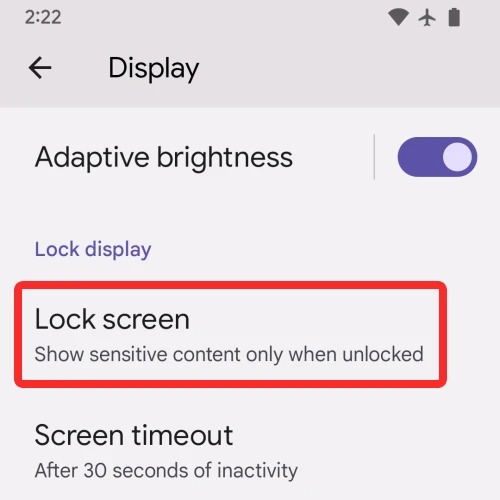 2:22
Display
Adaptive brightness
Lock display
Lock screen
Show sensitive content only when unlocked
Screen timeout
After 30 seconds of inactivity